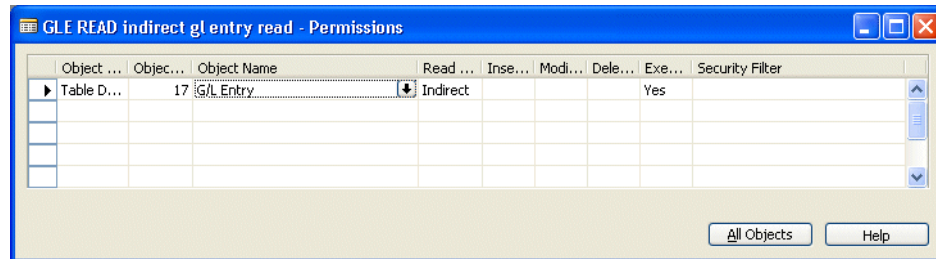 GLE READ indirect gl entry read - Permissions
Object ... Objec... Object Name Read ... Inse... Modi... Dele... Exe... Security Filter
Table D... 17 G/L Entry Indirect Yes
All Objects Help